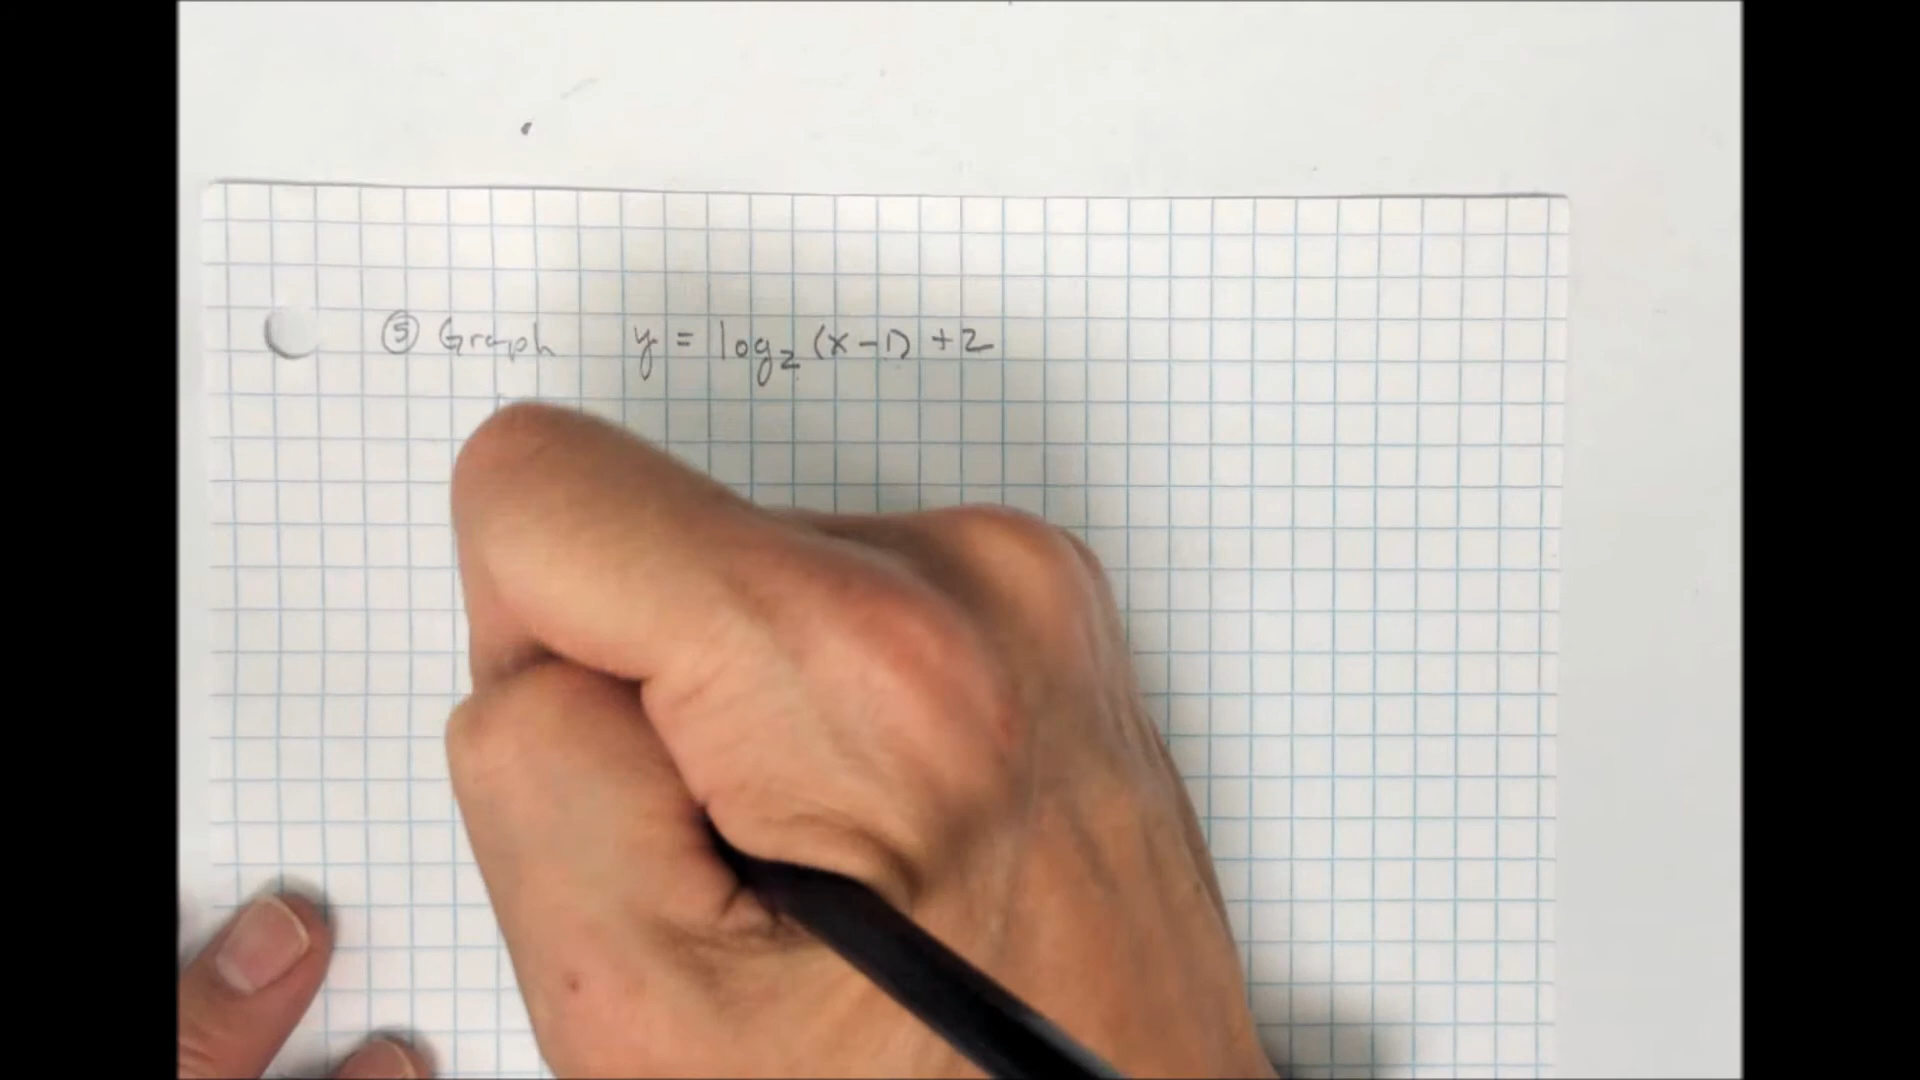 ⑤ Graph y = log₂ (x-1) +2